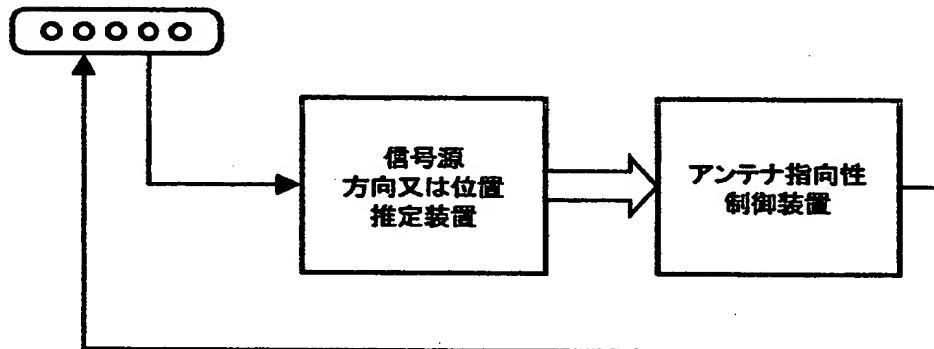 信号源
方向又は位置
推定装置
アンテナ指向性
制御装置